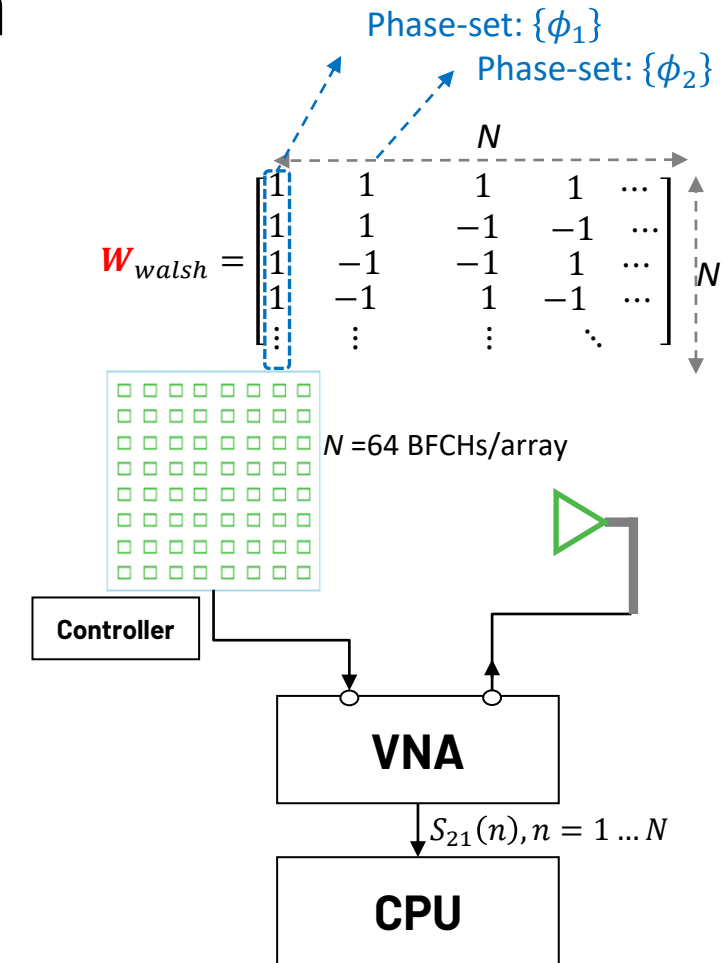 Phase-set: {ϕ₁}
Phase-set: {ϕ₂}
N
1 1 1 1 ⋯
1 1 −1 −1 ⋯
W_walsh = 1 −1 −1 1 ⋯
1 −1 1 −1 ⋯
⋮ ⋮ ⋮ ⋱
N
N =64 BFCHs/array
Controller
VNA
S₂₁(n), n = 1 … N
CPU